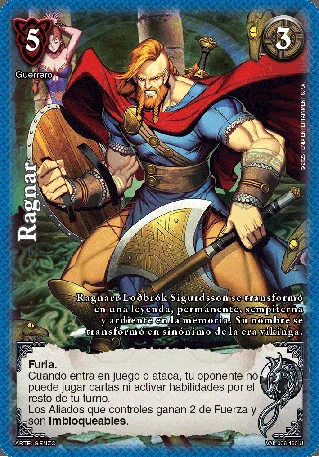 5
3
Guerrero
Ragnar
Ragnarr Loðbrók Sigurdsson se transformó
en una leyenda, permanente, sempiterna
y ardiente en la memoria. Su nombre se
transformó en sinónimo de la era vikinga.
Furia.
Cuando entra en juego o ataca, tu oponente no
puede jugar cartas ni activar habilidades por el
resto de tu turno.
Los Aliados que controles ganan 2 de Fuerza y
son Imbloqueables.